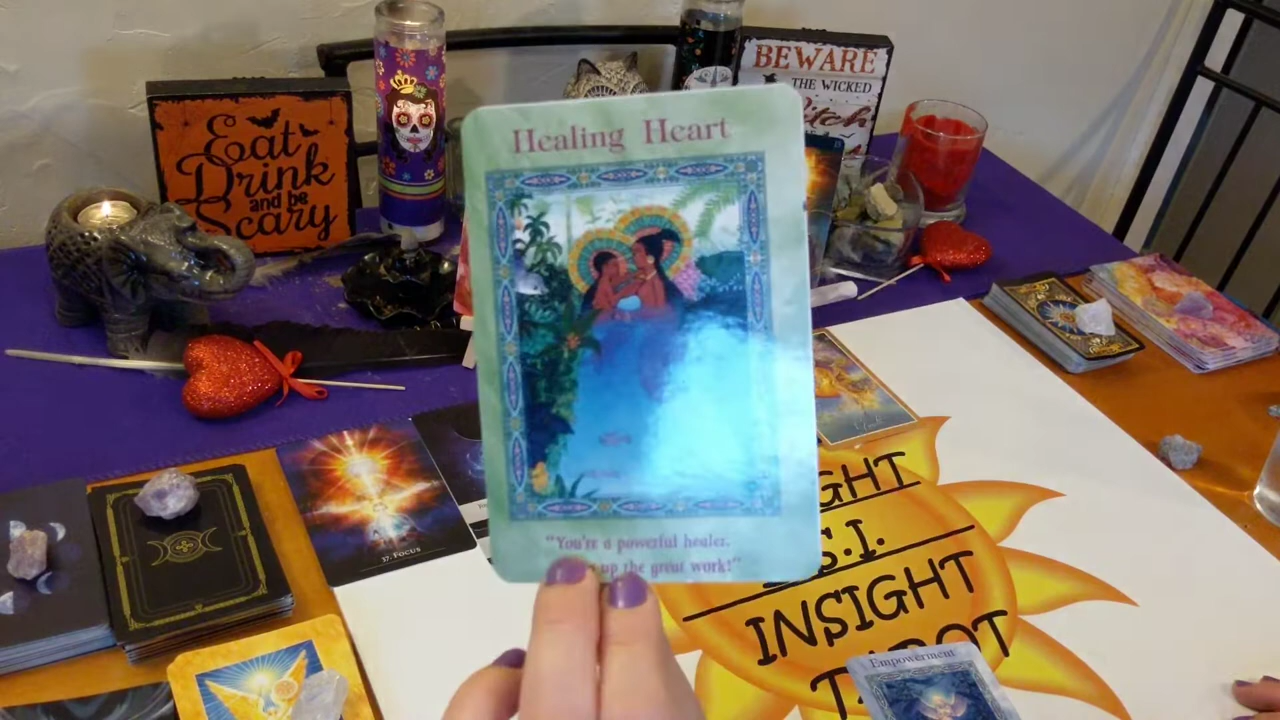 Eat
Drink
and be
Scary
BEWARE
THE WICKED
Healing Heart
"You're a powerful healer.
up the great work!"
37. FOCUS
GHT
S.I.
INSIGHT
Empowerment